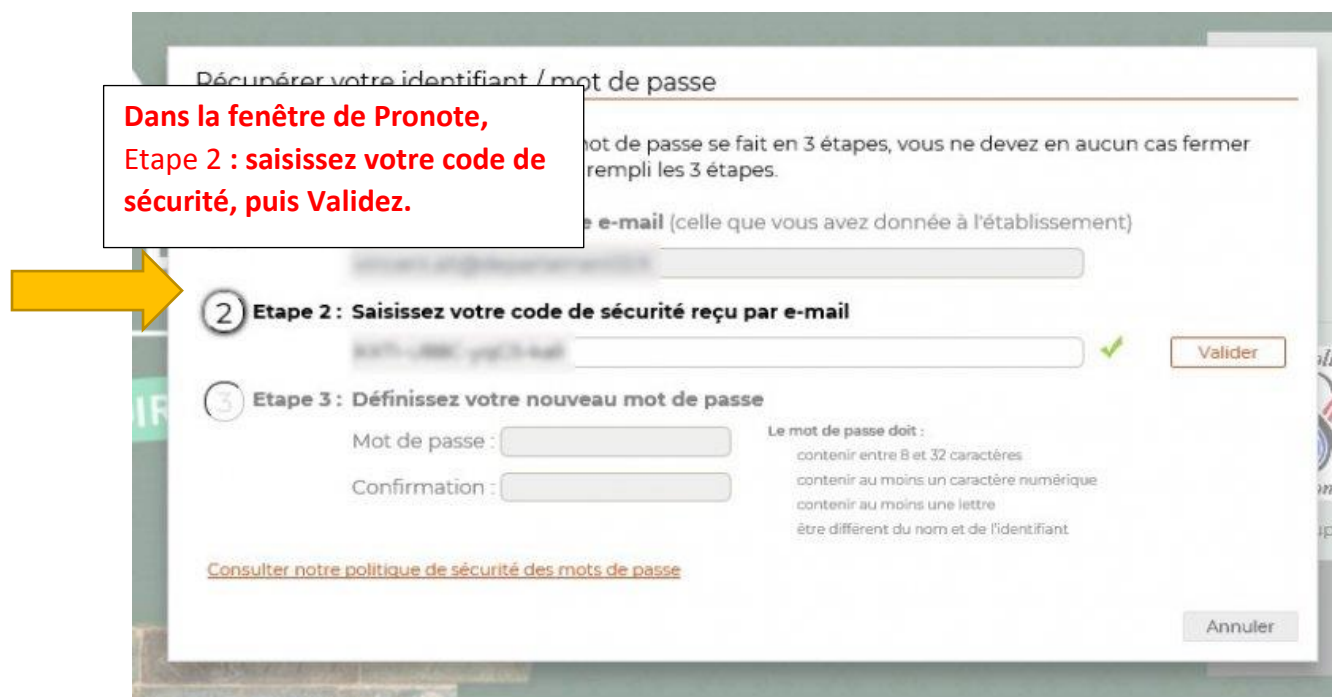 Récupérer votre identifiant / mot de passe
Dans la fenêtre de Pronote,
Etape 2 : saisissez votre code de
sécurité, puis Validez.
mot de passe se fait en 3 étapes, vous ne devez en aucun cas fermer
rempli les 3 étapes.
e-mail (celle que vous avez donnée à l'établissement)
2 Etape 2 : Saisissez votre code de sécurité reçu par e-mail
Valider
3 Etape 3 : Définissez votre nouveau mot de passe
Mot de passe :
Confirmation :
Le mot de passe doit :
contenir entre 8 et 32 caractères
contenir au moins un caractère numérique
contenir au moins une lettre
être différent du nom et de l'identifiant
Consulter notre politique de sécurité des mots de passe
Annuler